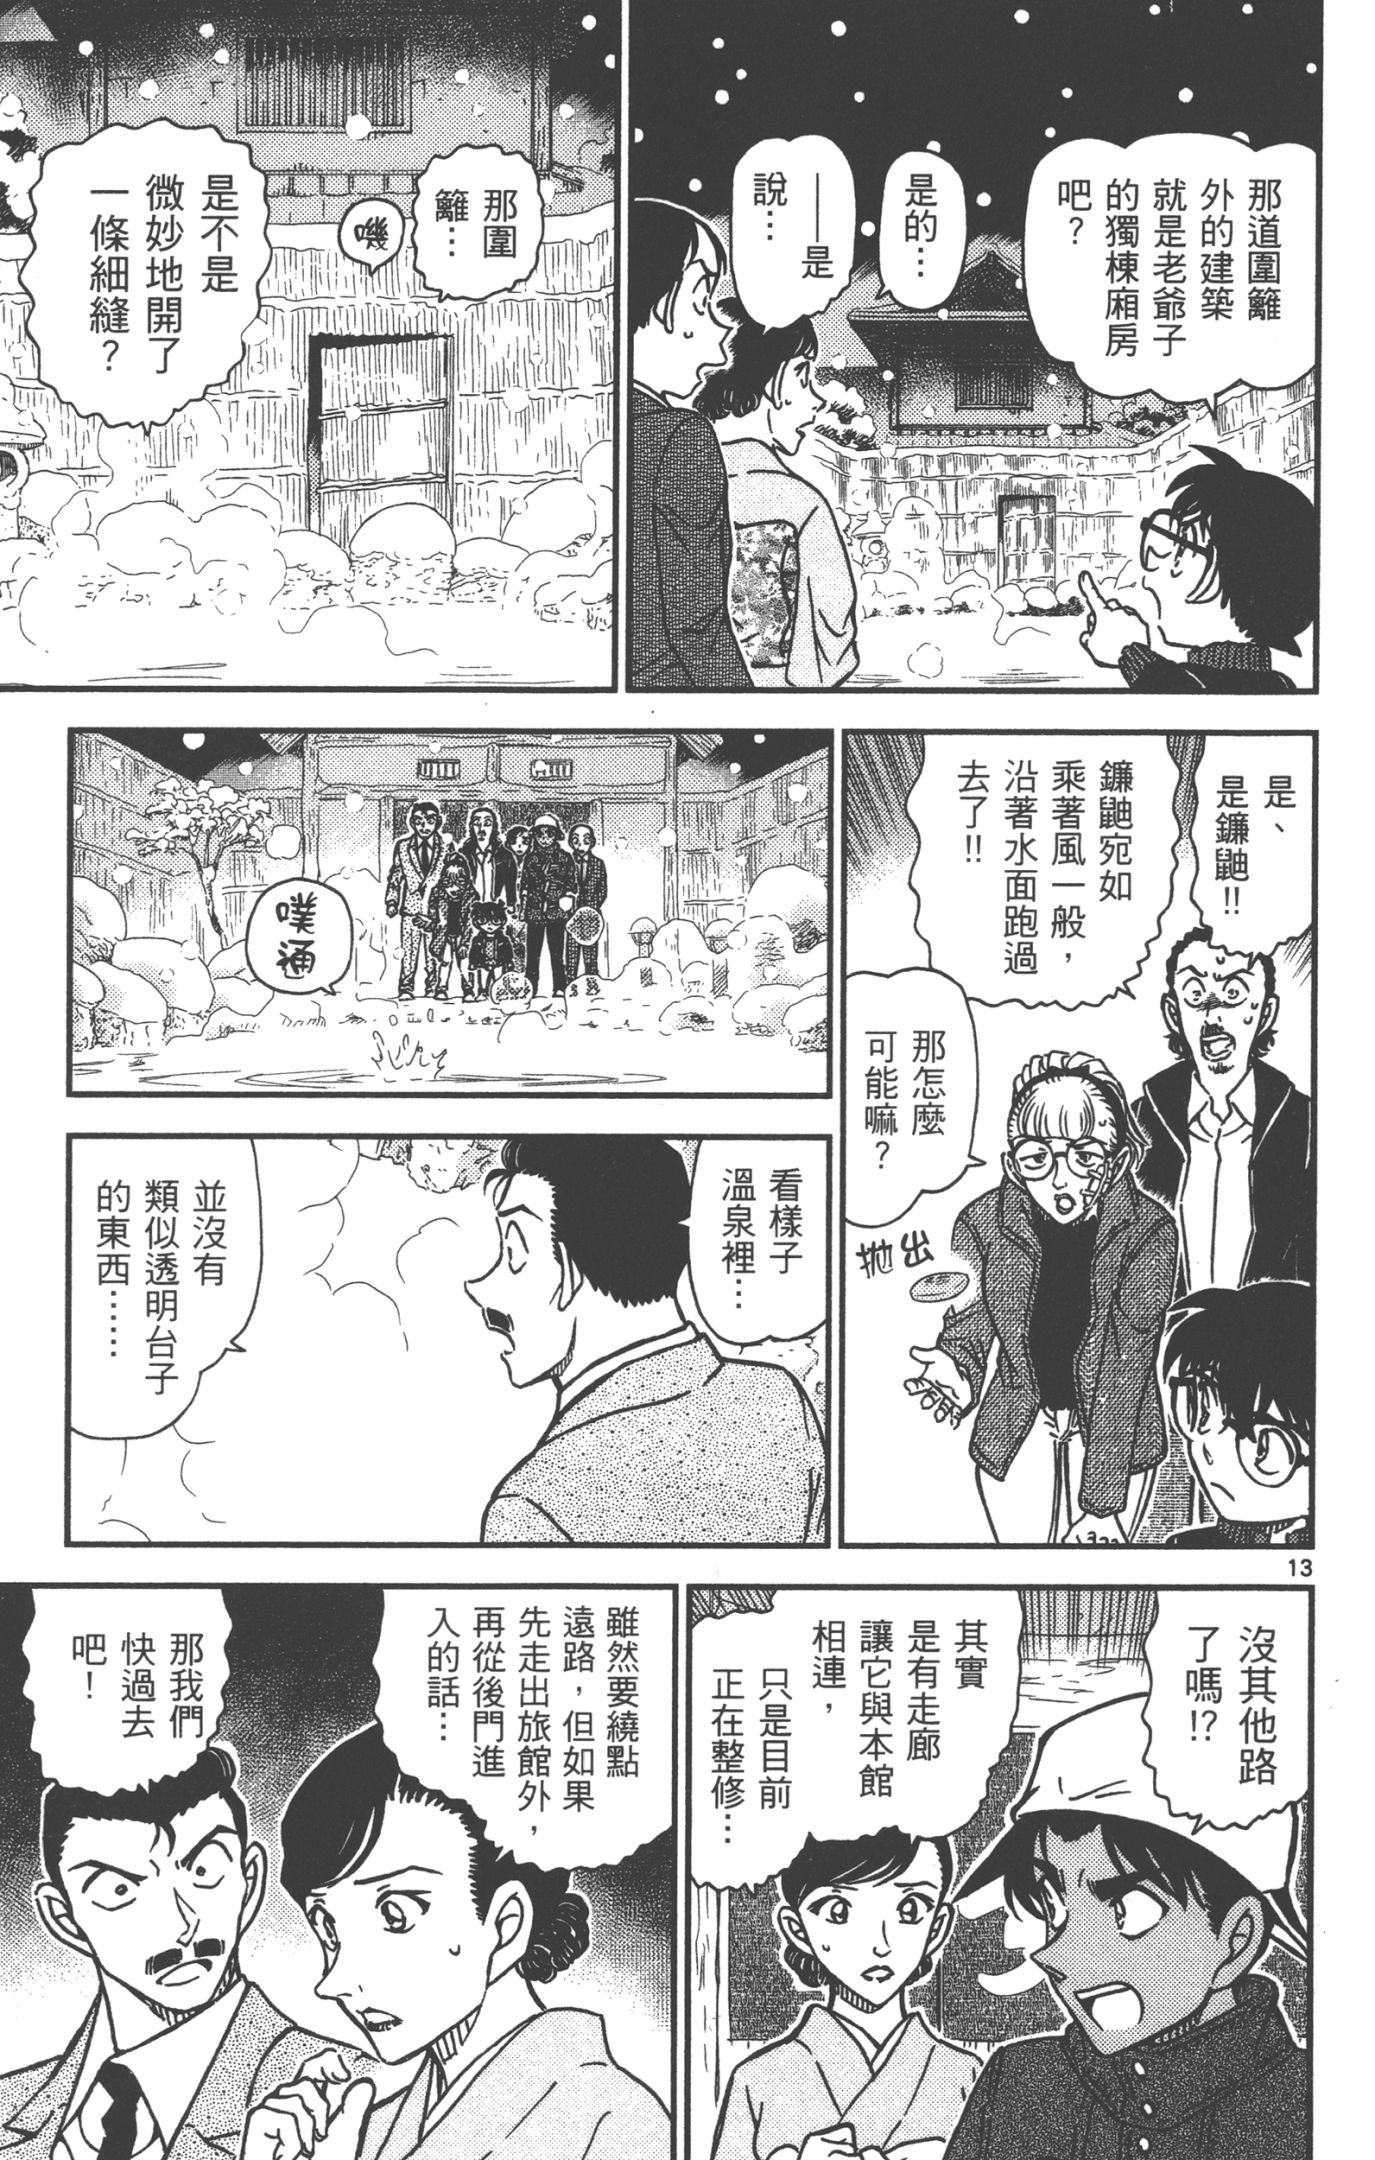 那道圍籬
外的建築
就是老爺子
的獨棟廂房
吧?
是的…
——是
說…
那圍
籬…
嘰
是不是
微妙地開了
一條細縫?
是、
是鐮鼬!!
鐮鼬宛如
乘著風一般,
沿著水面跑過
去了!!
那怎麼
可能嘛?
拋出
噗通
看樣子
溫泉裡…
並沒有
類似透明台子
的東西……
13
沒其他路
了嗎!?
其實
是有走廊
讓它與本館
相連,
只是目前
正在整修…
雖然要繞點
遠路,但如果
先走出旅館外,
再從後門進
入的話…
那我們
快過去
吧!